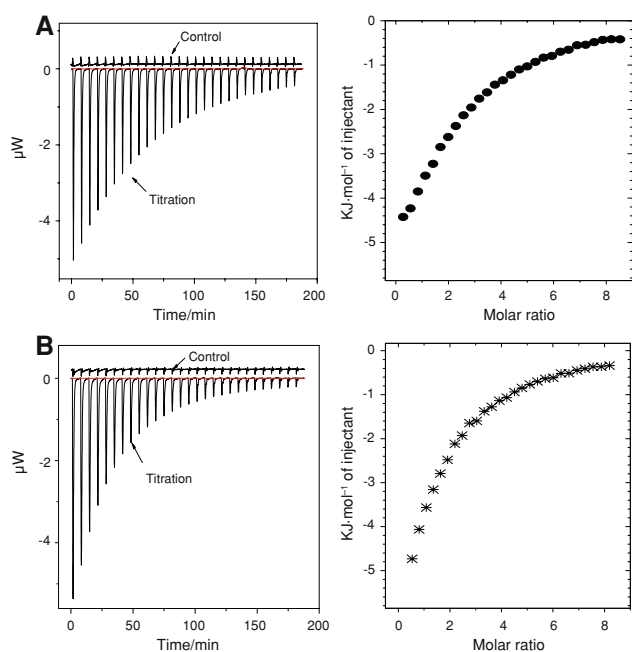 A
Control
Titration
0
-2
-4
μW
0
50
100
150
200
Time/min
0
-1
-2
-3
-4
-5
KJ·mol⁻¹ of injectant
0
2
4
6
8
Molar ratio
B
Control
Titration
0
-2
-4
μW
0
50
100
150
200
Time/min
0
-1
-2
-3
-4
-5
KJ·mol⁻¹ of injectant
0
2
4
6
8
Molar ratio